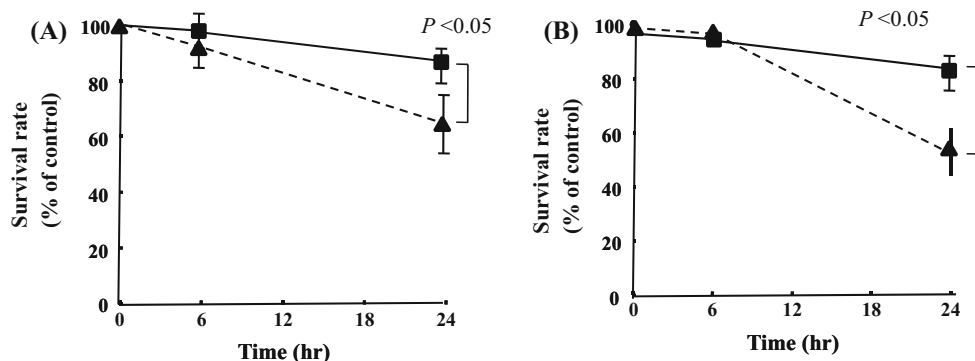 (A)
P <0.05
100
80
60
40
20
0
0 6 12 18 24
Time (hr)
Survival rate
(% of control)
(B)
P <0.05
100
80
60
40
20
0
0 6 12 18 24
Time (hr)
Survival rate
(% of control)